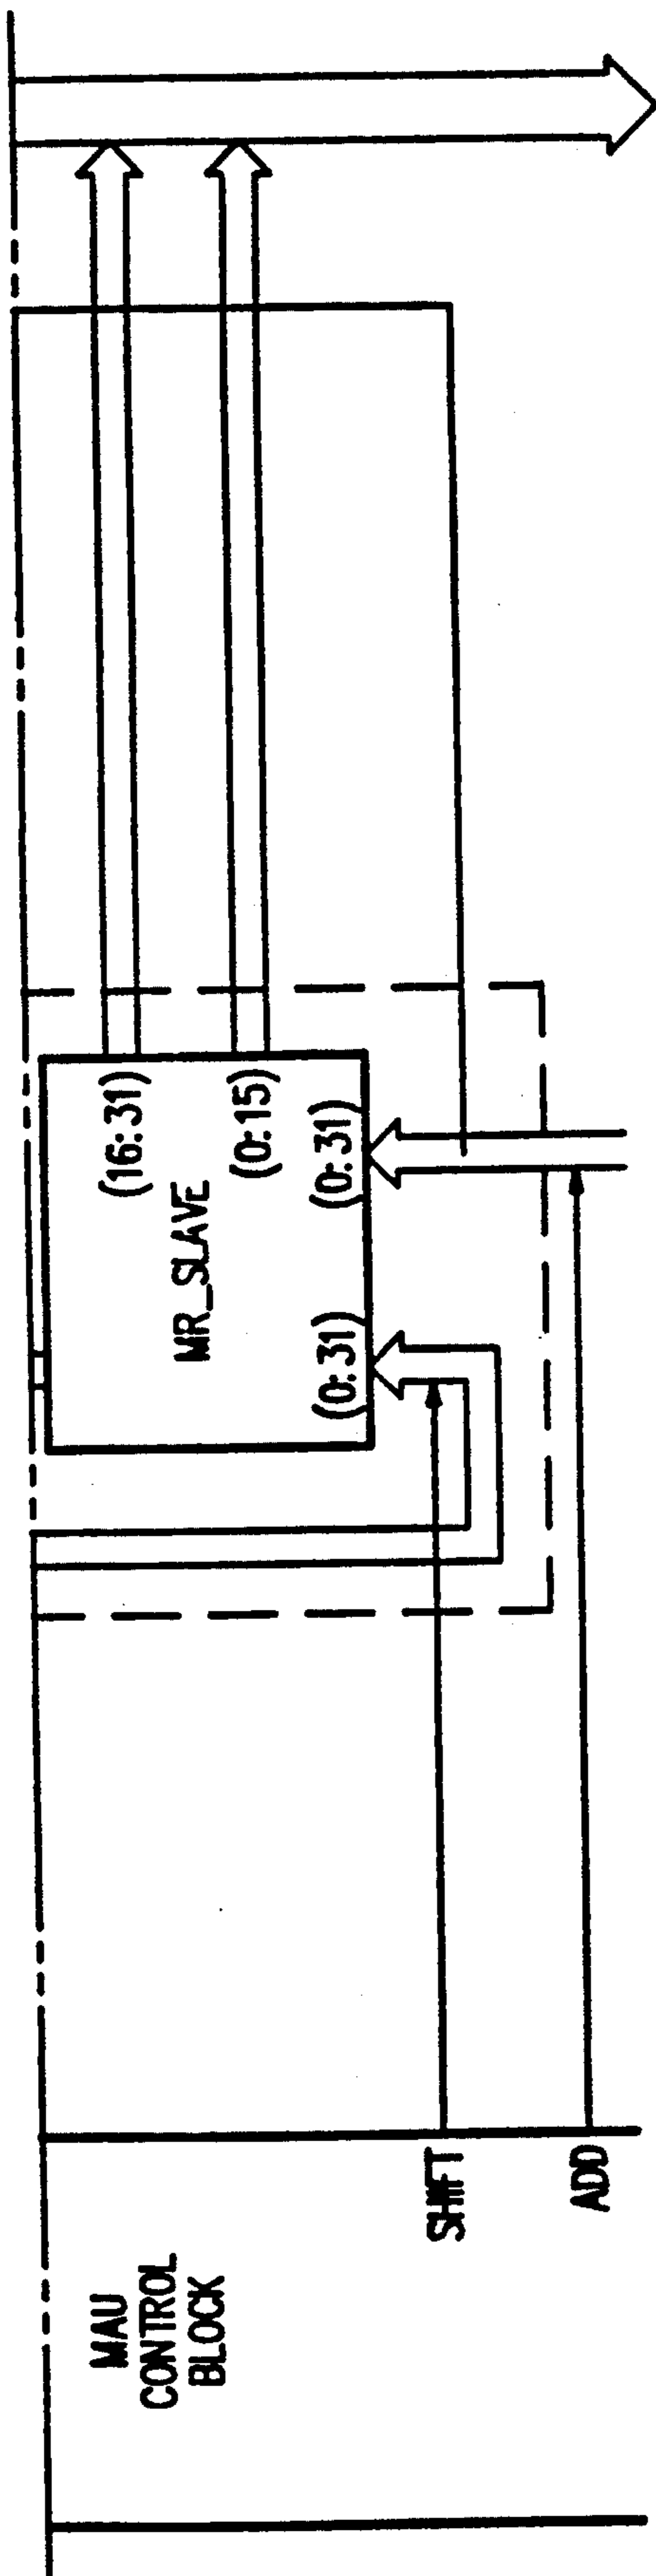 MAU
CONTROL
BLOCK
SHIFT
ADD
(0:31)
MR_SLAVE
(16:31)
(0:15)
(0:31)